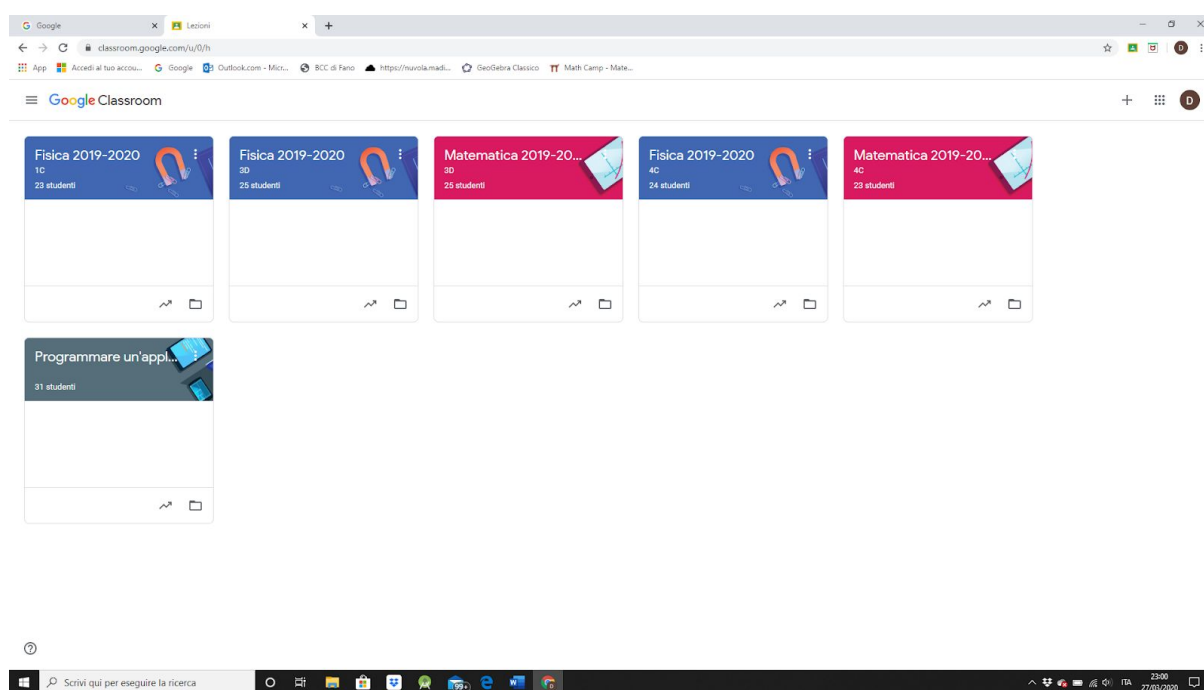 Google
Lezioni
classroom.google.com/u/0/h
D
App
Accedi al tuo accou...
Google
Outlook.com - Micr...
BCC di Fano
https://nuvola.madi...
GeoGebra Classico
Math Camp - Mate...
Google Classroom
D
Fisica 2019-2020
1C
23 studenti
Fisica 2019-2020
3D
25 studenti
Matematica 2019-20...
3D
25 studenti
Fisica 2019-2020
4C
24 studenti
Matematica 2019-20...
4C
23 studenti
Programmare un'appl...
31 studenti
Scrivi qui per eseguire la ricerca
99+
ITA
23:00
27/03/2020